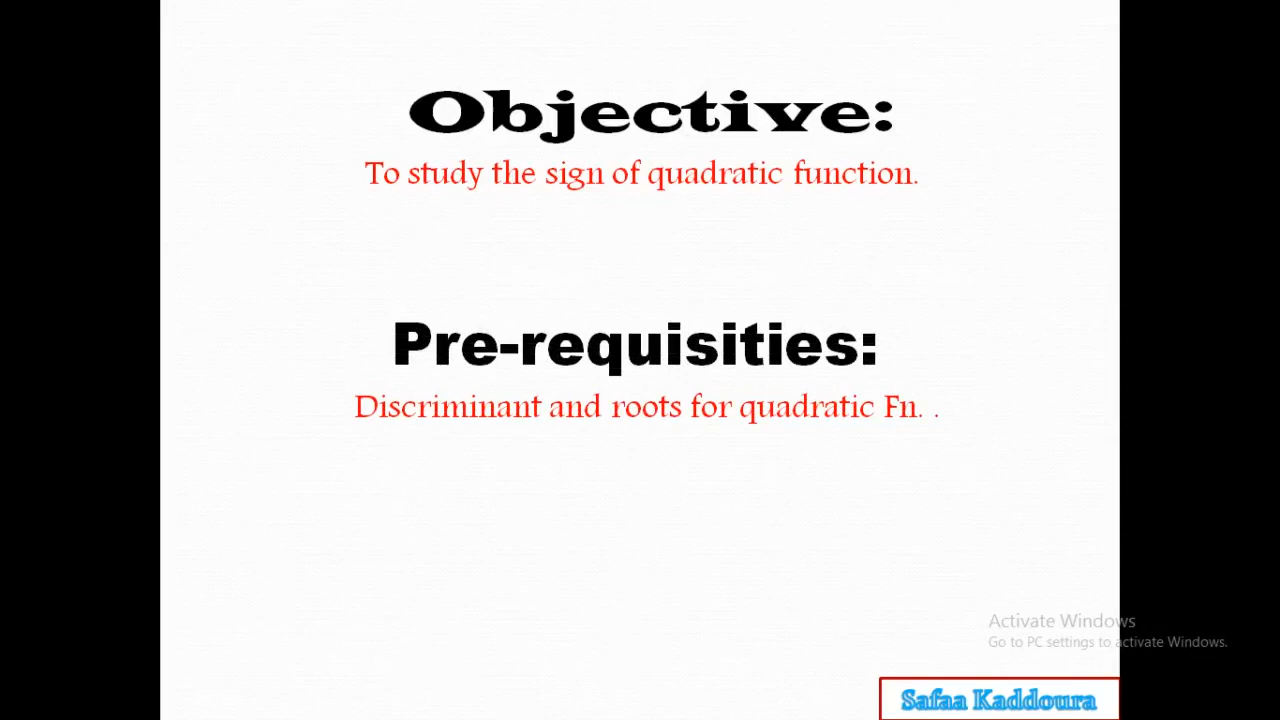 Objective:
To study the sign of quadratic function.
Pre-requisities:
Discriminant and roots for quadratic Fn. .
Activate Windows
Go to PC settings to activate Windows.
Safaa Kaddoura